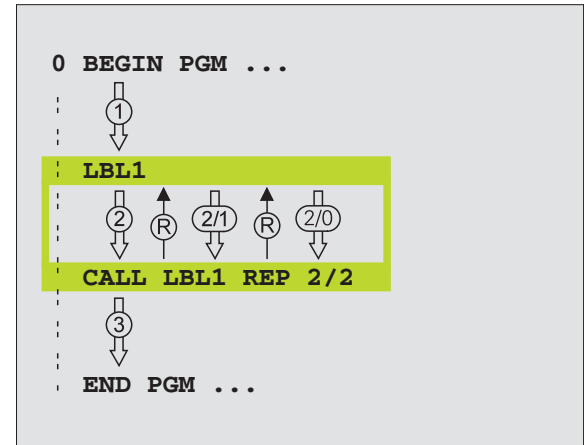 0 BEGIN PGM ...
1
LBL1
2 R 2/1 R 2/0
CALL LBL1 REP 2/2
3
END PGM ...